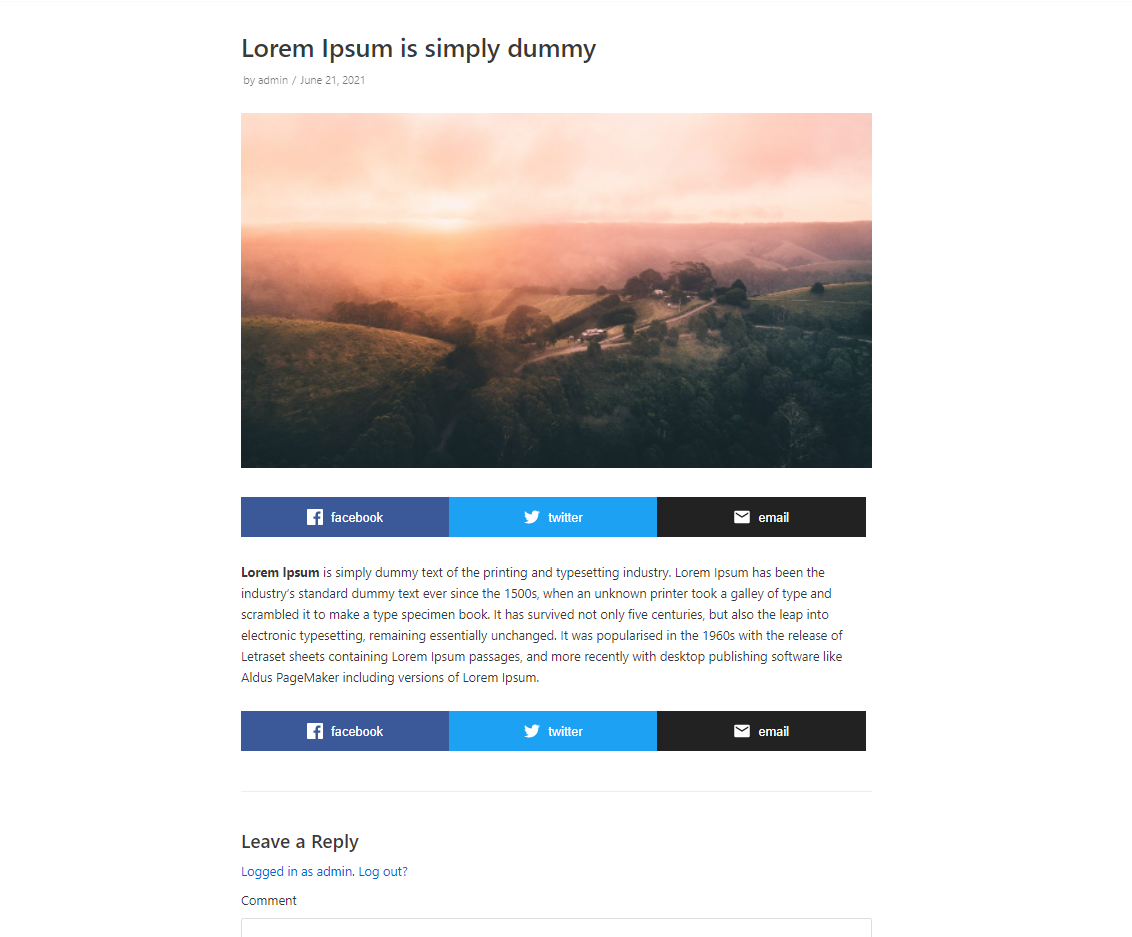 Lorem Ipsum is simply dummy
by admin / June 21, 2021
facebook twitter email
Lorem Ipsum is simply dummy text of the printing and typesetting industry. Lorem Ipsum has been the
industry’s standard dummy text ever since the 1500s, when an unknown printer took a galley of type and
scrambled it to make a type specimen book. It has survived not only five centuries, but also the leap into
electronic typesetting, remaining essentially unchanged. It was popularised in the 1960s with the release of
Letraset sheets containing Lorem Ipsum passages, and more recently with desktop publishing software like
Aldus PageMaker including versions of Lorem Ipsum.
facebook twitter email
Leave a Reply
Logged in as admin. Log out?
Comment